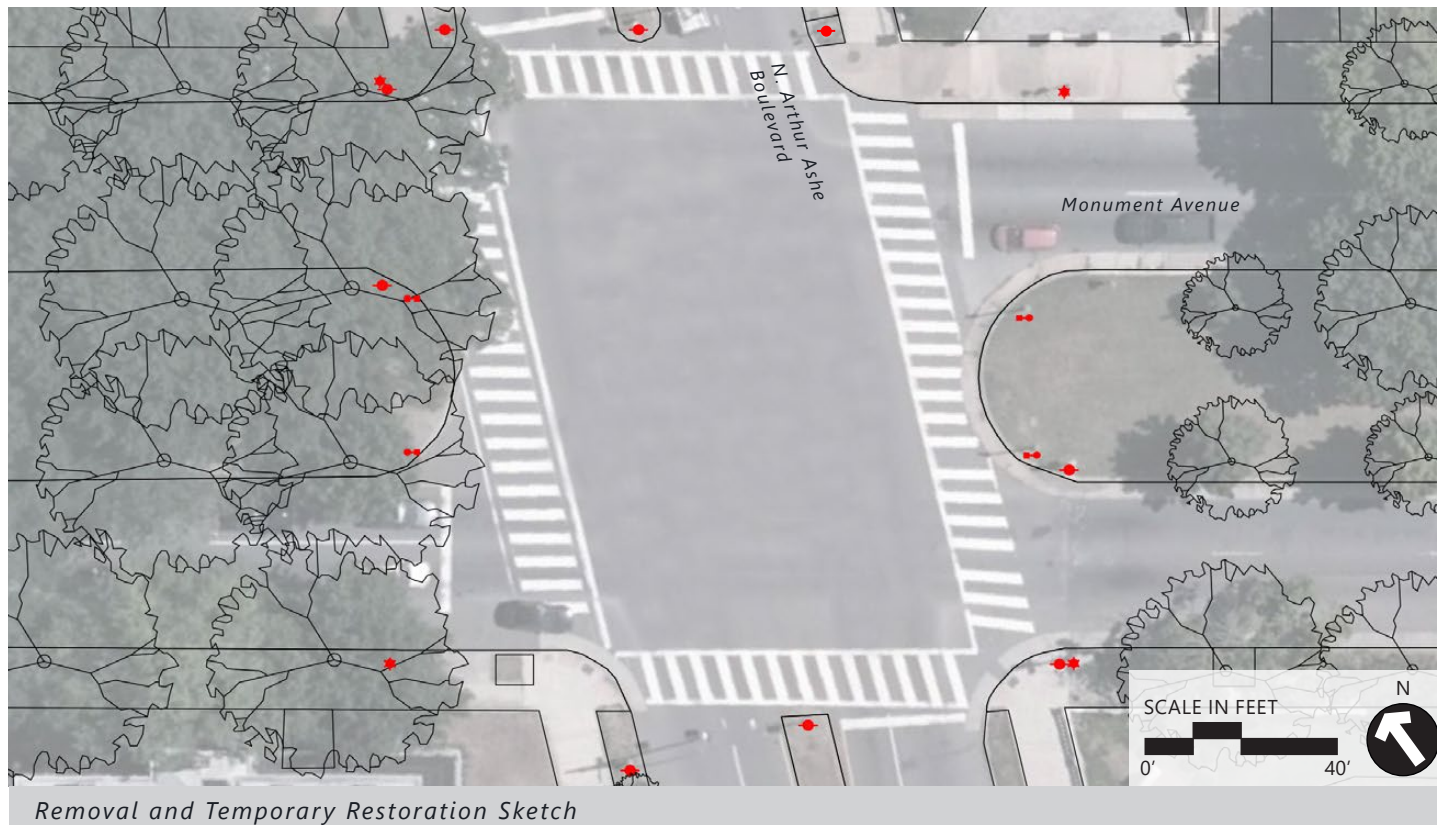 N. Arthur Ashe
Boulevard
Monument Avenue
SCALE IN FEET
0'
40'
N
Removal and Temporary Restoration Sketch